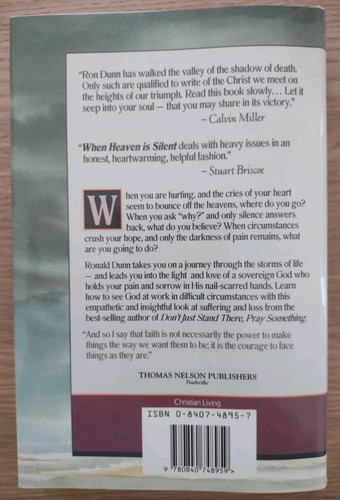 “Ron Dunn has walked the valley of the shadow of death.
Only such are qualified to write of the Christ we meet on
the heights of our triumph. Read this book slowly… Let it
seep into your soul — that you may share in its victory.”
– Calvin Miller
“When Heaven is Silent deals with heavy issues in an
honest, heartwarming, helpful fashion.”
– Stuart Briscoe
When you are hurting, and the cries of your heart
seem to bounce off the heavens, where do you go?
When you ask “why?” and only silence answers
back, what do you believe? When circumstances
crush your hope, and only the darkness of pain remains, what
are you going to do?
Ronald Dunn takes you on a journey through the storms of life
— and leads you into the light and love of a sovereign God who
holds your pain and sorrow in His nail-scarred hands. Learn
how to see God at work in difficult circumstances with this
empathetic and insightful look at suffering and loss from the
best-selling author of Don’t Just Stand There, Pray Something.
“And so I say that faith is not necessarily the power to make
things the way we want them to be; it is the courage to face
things as they are.”
THOMAS NELSON PUBLISHERS
Nashville
Christian Living
ISBN 0-8407-4895-7
9 780840 748959 >